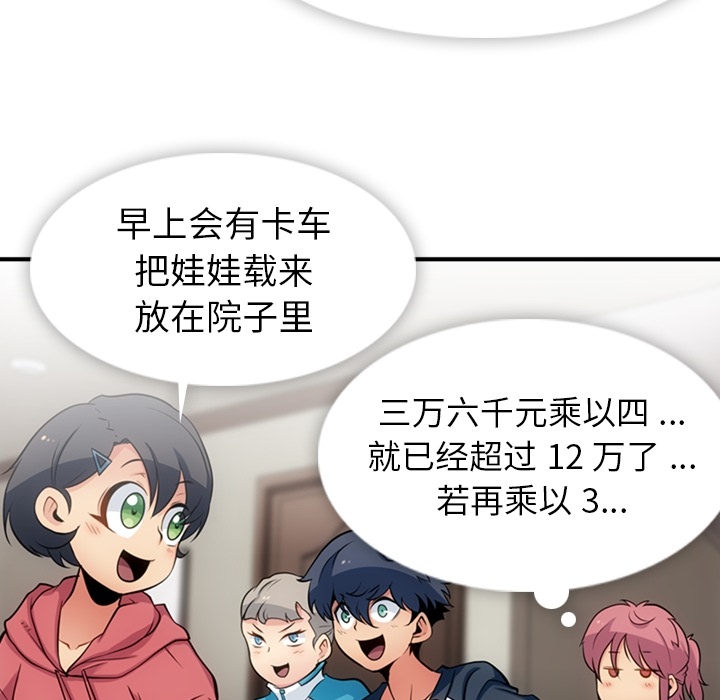 早上会有卡车
把娃娃载来
放在院子里
三万六千元乘以四 ...
就已经超过 12 万了 ...
若再乘以 3...